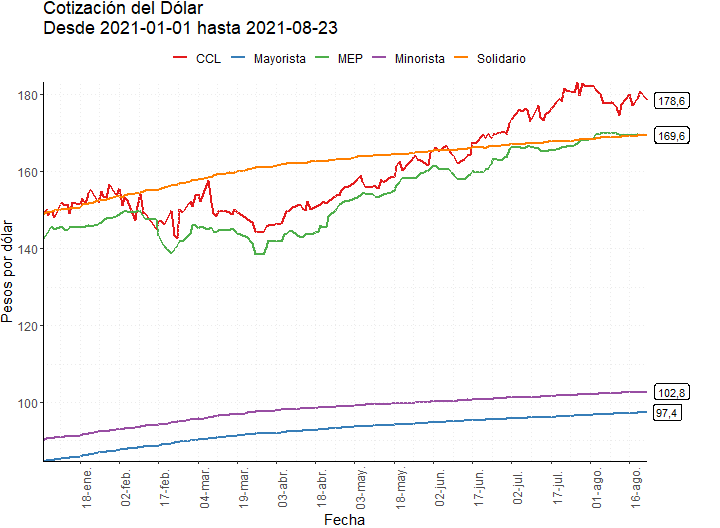 Cotización del Dólar
Desde 2021-01-01 hasta 2021-08-23
CCL Mayorista MEP Minorista Solidario
Pesos por dólar
180
160
140
120
100
178,6
169,6
102,8
97,4
18-ene.
02-feb.
17-feb.
04-mar.
19-mar.
03-abr.
18-abr.
03-may.
18-may.
02-jun.
17-jun.
02-jul.
17-jul.
01-ago.
16-ago.
Fecha